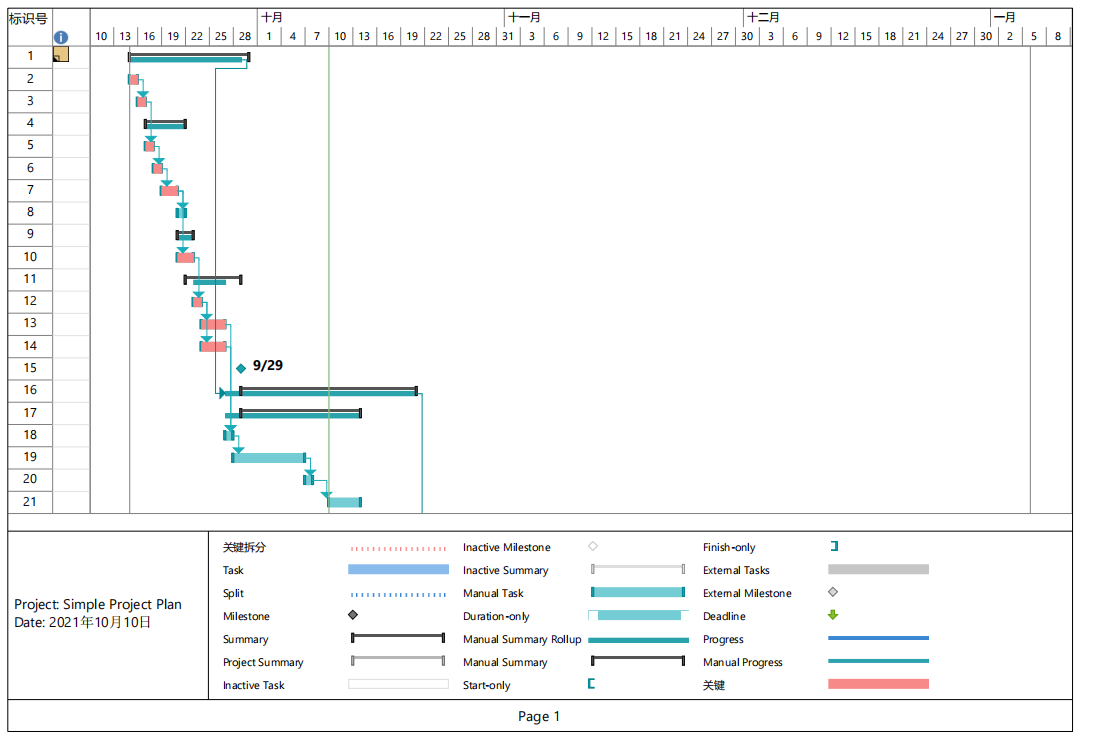 标识号
十月 十一月 十二月 一月
10 13 16 19 22 25 28 1 4 7 10 13 16 19 22 25 28 31 3 6 9 12 15 18 21 24 27 30 3 6 9 12 15 18 21 24 27 30 2 5 8
1
2
3
4
5
6
7
8
9
10
11
12
13
14
15 9/29
16
17
18
19
20
21
Project: Simple Project Plan
Date: 2021年10月10日
关键拆分
Task
Split
Milestone
Summary
Project Summary
Inactive Task
Inactive Milestone
Inactive Summary
Manual Task
Duration-only
Manual Summary Rollup
Manual Summary
Start-only
Finish-only
External Tasks
External Milestone
Deadline
Progress
Manual Progress
关键
Page 1